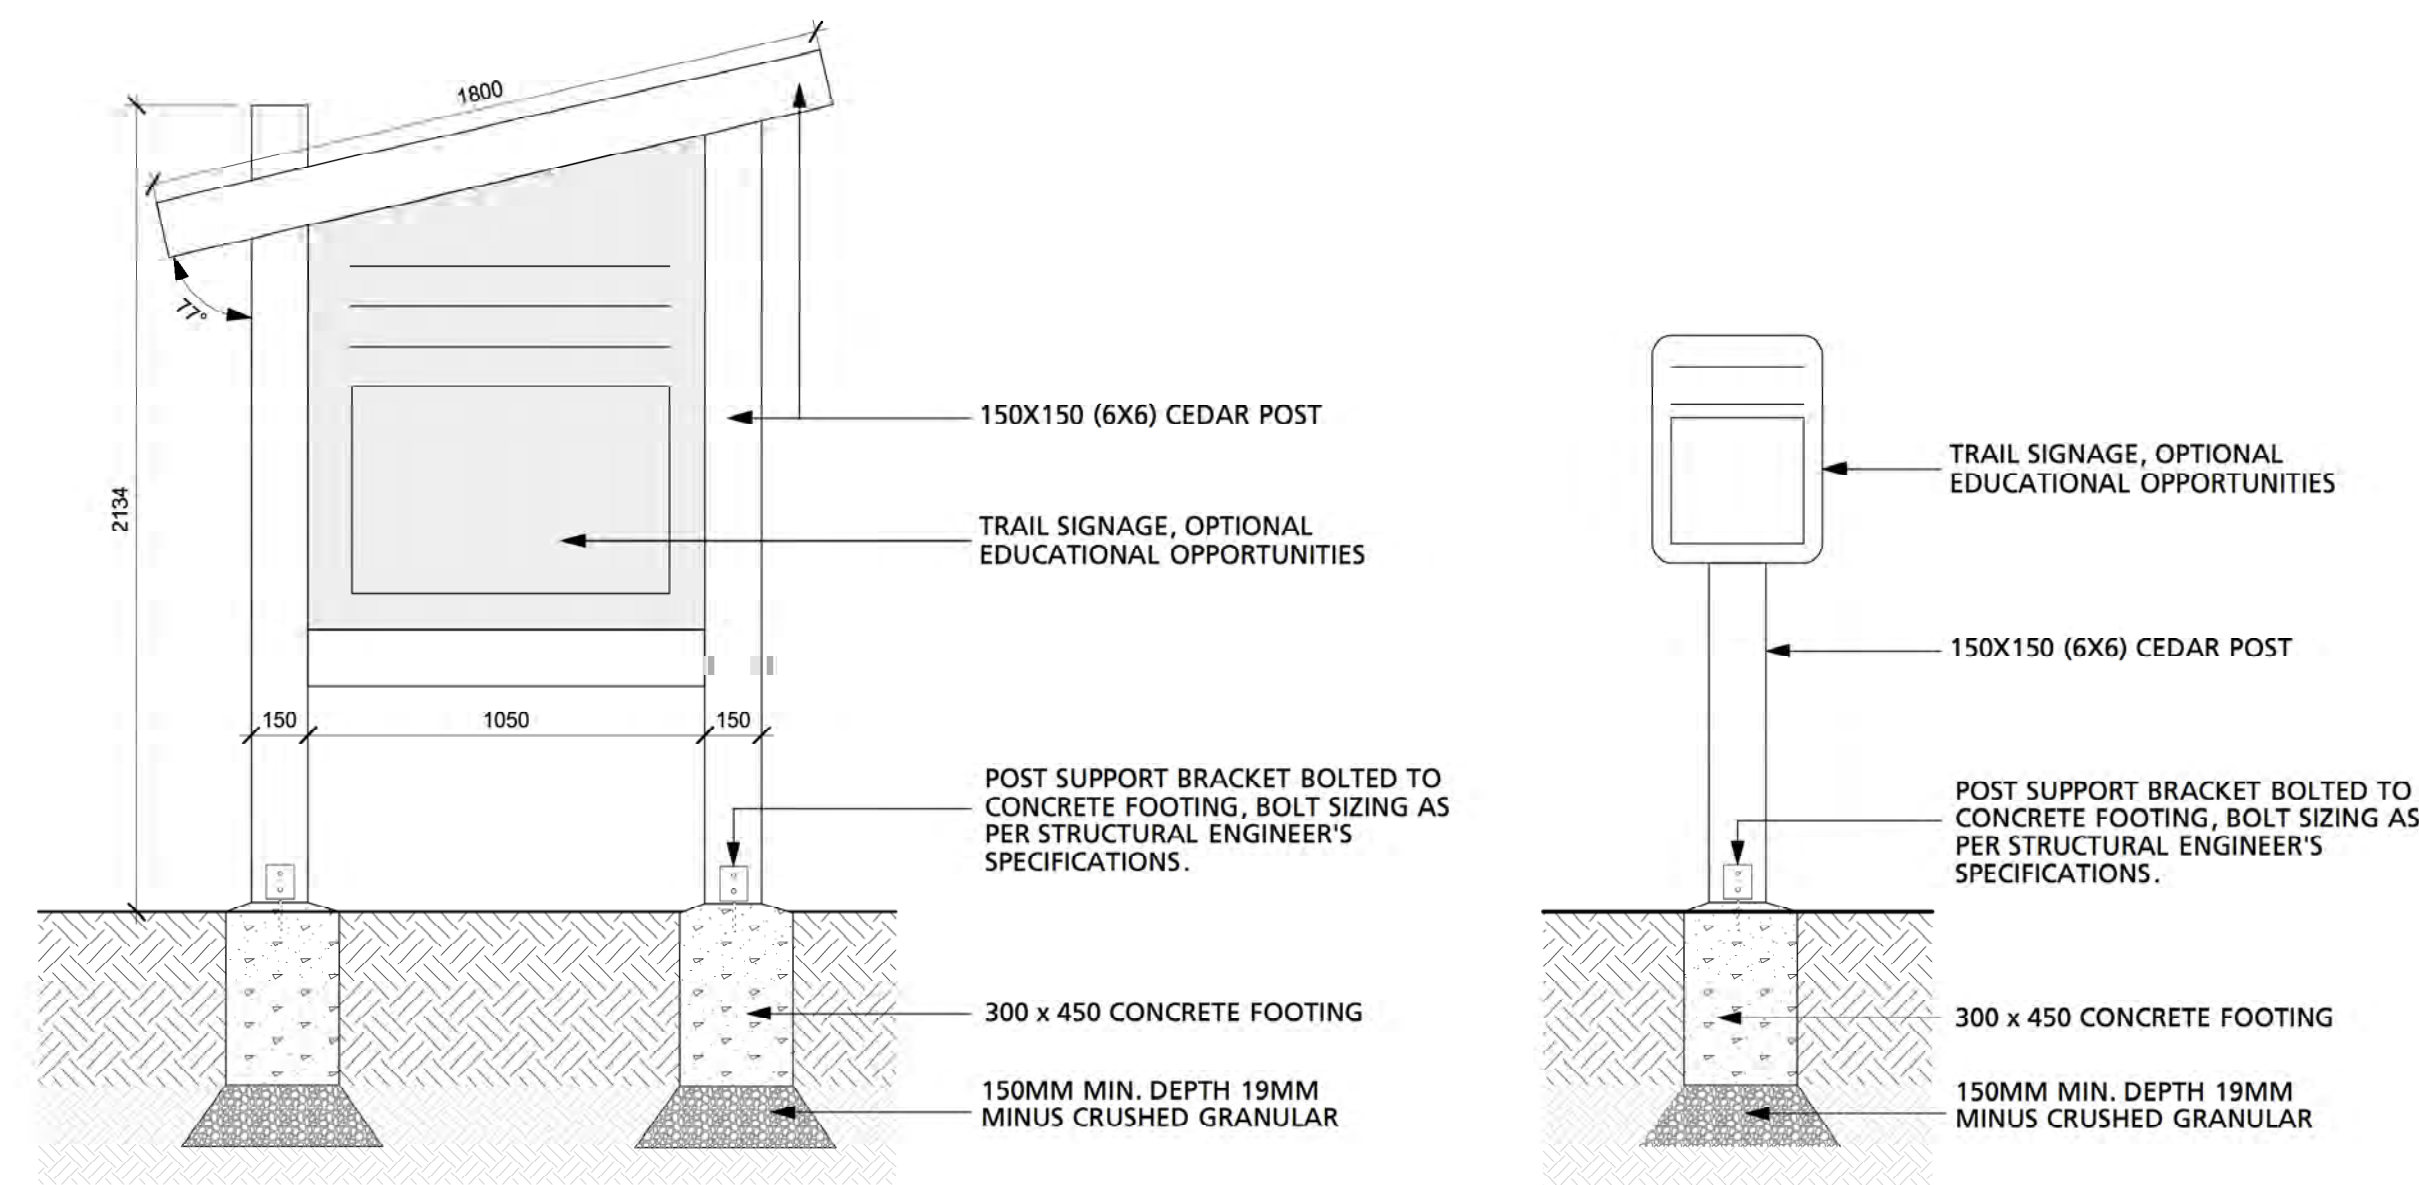 1800
77°
2134
150
1050
150
150X150 (6X6) CEDAR POST
TRAIL SIGNAGE, OPTIONAL
EDUCATIONAL OPPORTUNITIES
POST SUPPORT BRACKET BOLTED TO
CONCRETE FOOTING, BOLT SIZING AS
PER STRUCTURAL ENGINEER'S
SPECIFICATIONS.
300 x 450 CONCRETE FOOTING
150MM MIN. DEPTH 19MM
MINUS CRUSHED GRANULAR
TRAIL SIGNAGE, OPTIONAL
EDUCATIONAL OPPORTUNITIES
150X150 (6X6) CEDAR POST
POST SUPPORT BRACKET BOLTED TO
CONCRETE FOOTING, BOLT SIZING AS
PER STRUCTURAL ENGINEER'S
SPECIFICATIONS.
300 x 450 CONCRETE FOOTING
150MM MIN. DEPTH 19MM
MINUS CRUSHED GRANULAR